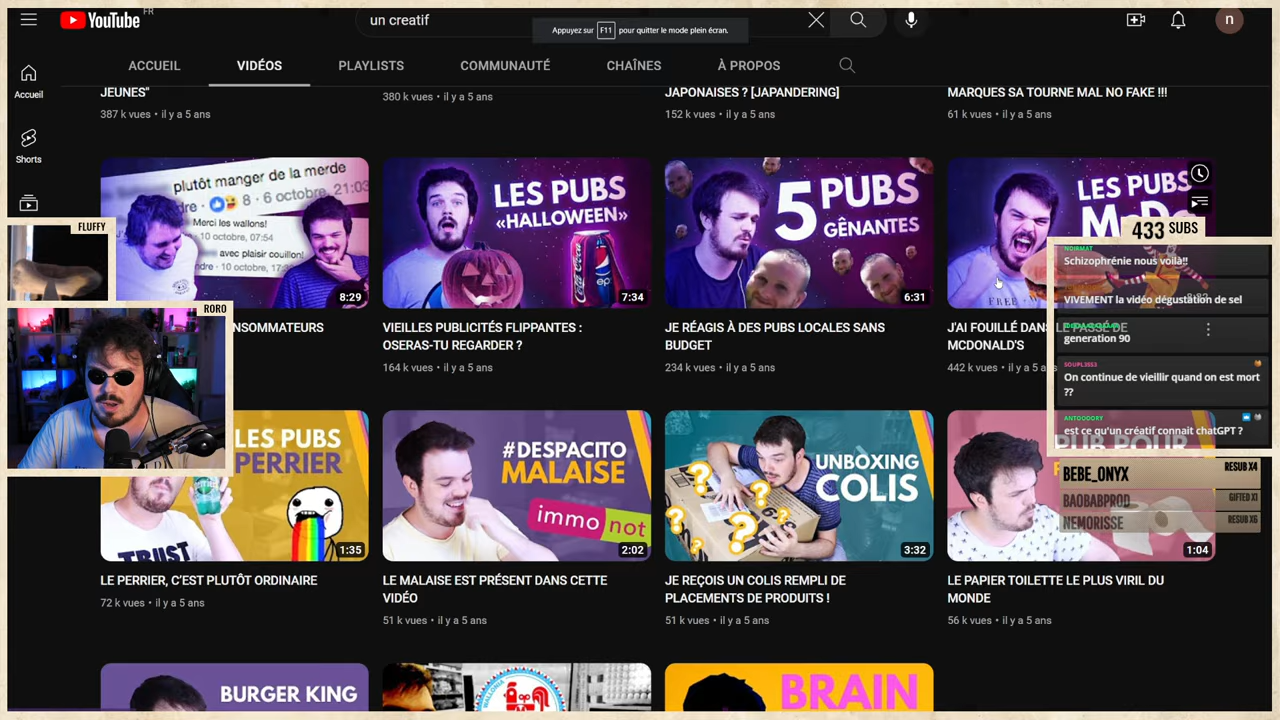 YouTube
FR
un creatif
Appuyez sur F11 pour quitter le mode plein écran.
n
ACCUEIL
VIDÉOS
PLAYLISTS
COMMUNAUTÉ
CHAÎNES
À PROPOS
Accueil
Shorts
JEUNES"
387 k vues • il y a 5 ans
380 k vues • il y a 5 ans
JAPONAISES ? [JAPANDERING]
152 k vues • il y a 5 ans
MARQUES SA TOURNE MAL NO FAKE !!!
61 k vues • il y a 5 ans
plutôt manger de la merde
8 · 6 octobre, 21:03
Merci les wallons!
10 octobre, 07:54
avec plaisir couillon!
10 octobre,
8:29
LES PUBS
«HALLOWEEN»
7:34
5 PUBS
GÊNANTES
6:31
LES PUBS
FREE
NSOMMATEURS
VIEILLES PUBLICITÉS FLIPPANTES :
OSERAS-TU REGARDER ?
164 k vues • il y a 5 ans
JE RÉAGIS À DES PUBS LOCALES SANS
BUDGET
234 k vues • il y a 5 ans
J'AI FOUILLÉ DANS LE PASSÉ DE
MCDONALD'S
442 k vues • il y a 5 ans
FLUFFY
RORO
433 SUBS
NOIRMAT
Schizophrénie nous voilà!!
VIVEMENT la vidéo dégustation de sel
generation 90
SOUPL3SS3
On continue de vieillir quand on est mort
??
ANTGODORY
est ce qu'un créatif connait chatGPT ?
BEBE_ONYX
RESUB X4
BAOBABPROD
GIFTED X1
NEMORISSE
RESUB X6
LES PUBS
PERRIER
TRUST
1:35
#DESPACITO
MALAISE
immo not
2:02
UNBOXING
COLIS
3:32
PUB POUR
1:04
LE PERRIER, C'EST PLUTÔT ORDINAIRE
72 k vues • il y a 5 ans
LE MALAISE EST PRÉSENT DANS CETTE
VIDÉO
51 k vues • il y a 5 ans
JE REÇOIS UN COLIS REMPLI DE
PLACEMENTS DE PRODUITS !
51 k vues • il y a 5 ans
LE PAPIER TOILETTE LE PLUS VIRIL DU
MONDE
56 k vues • il y a 5 ans
BURGER KING
BRAIN